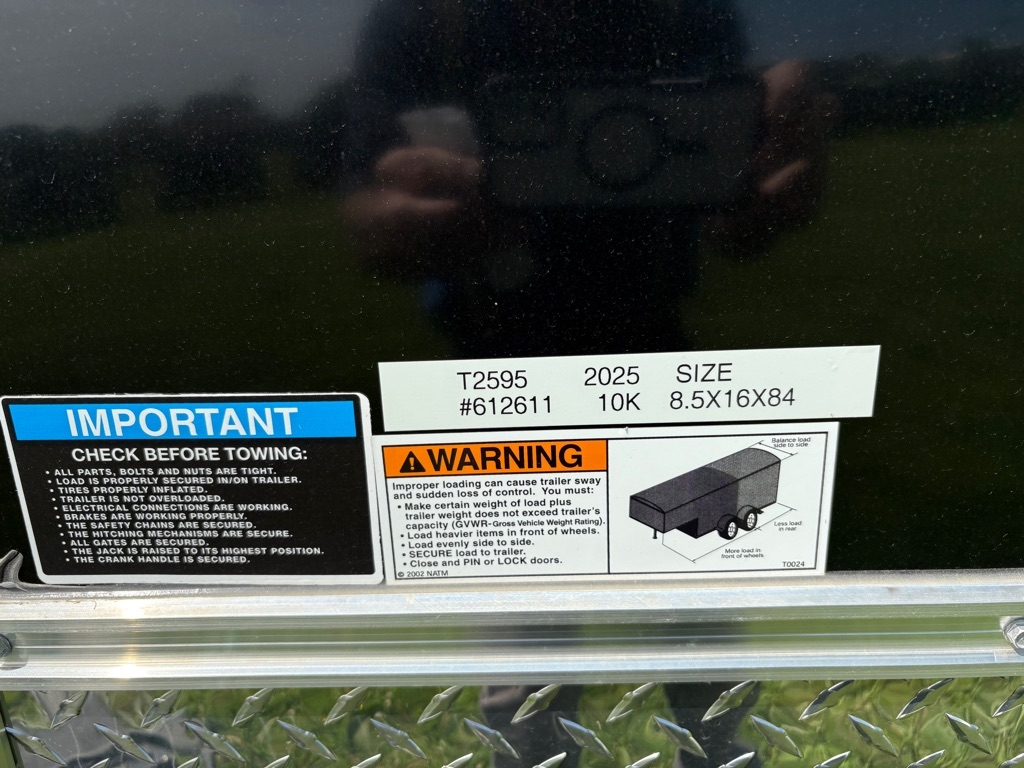 T2595 2025 SIZE
#612611 10K 8.5X16X84
IMPORTANT
CHECK BEFORE TOWING:
• ALL PARTS, BOLTS AND NUTS ARE TIGHT.
• LOAD IS PROPERLY SECURED IN/ON TRAILER.
• TIRES PROPERLY INFLATED.
• TRAILER IS NOT OVERLOADED.
• ELECTRICAL CONNECTIONS ARE WORKING.
• BRAKES ARE WORKING PROPERLY.
• THE SAFETY CHAINS ARE SECURED.
• THE HITCHING MECHANISMS ARE SECURE.
• ALL GATES ARE SECURED.
• THE JACK IS RAISED TO ITS HIGHEST POSITION.
• THE CRANK HANDLE IS SECURED.
WARNING
Improper loading can cause trailer sway
and sudden loss of control. You must:
• Make certain weight of load plus
trailer weight does not exceed trailer's
capacity (GVWR-Gross Vehicle Weight Rating).
• Load heavier items in front of wheels.
• Load evenly side to side.
• SECURE load to trailer.
• Close and PIN or LOCK doors.
© 2002 NATM
Balance load
side to side
Less load
in rear.
More load in
front of wheels.
T0024